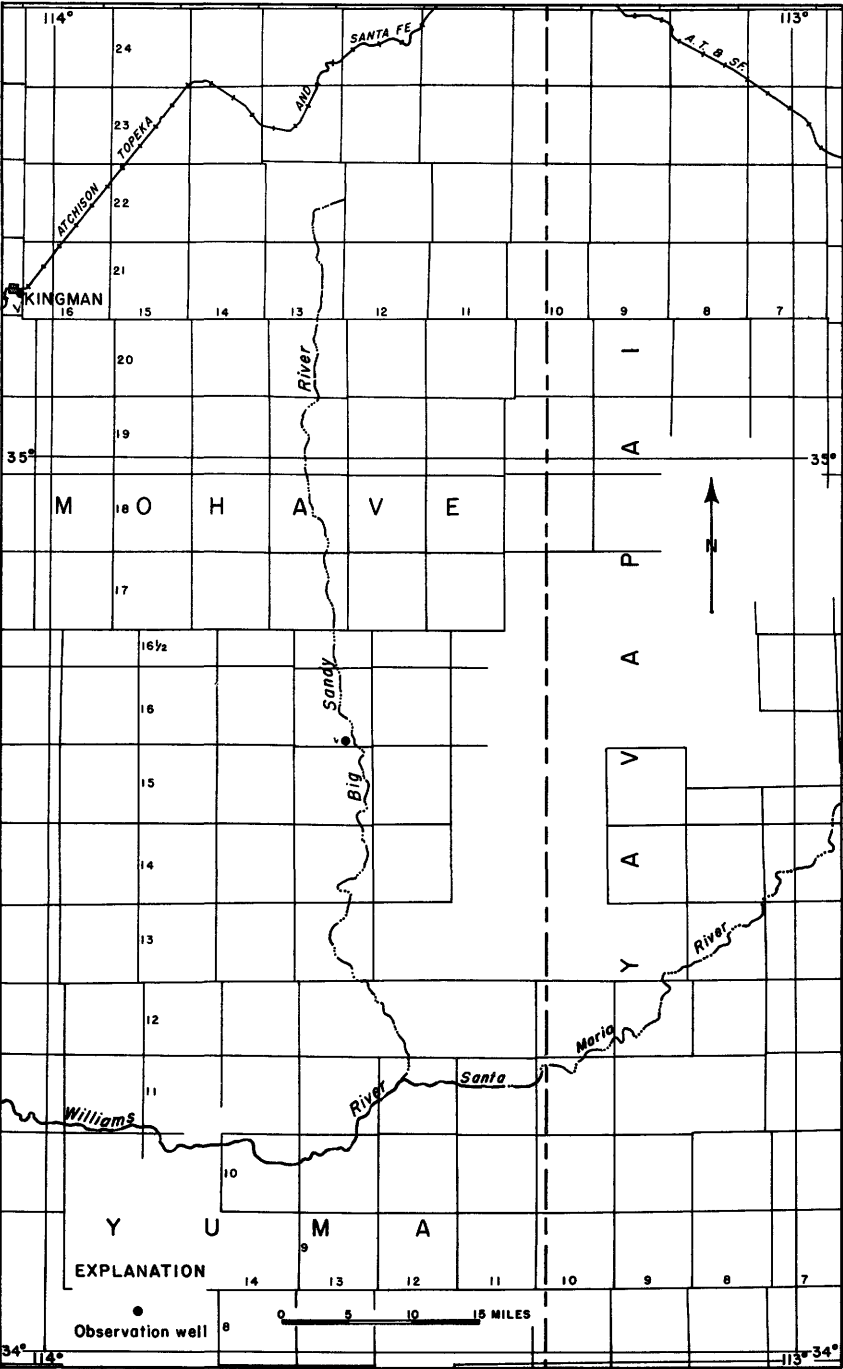 114°
113°
24
SANTA FE
A.T. & SF.
AND
23
TOPEKA
ATCHISON
22
21
KINGMAN
16
15
14
13
12
11
10
9
8
7
20
River
I
19
A
35°
35°
M O H A V E
18
N
P
17
16½
A
Sandy
16
V
15
Big
14
A
River
13
Y
12
Maria
Santa
11
River
Williams
10
Y U M A
9
EXPLANATION
14
13
12
11
10
9
8
7
0 5 10 15 MILES
Observation well
8
34°
114°
113°
34°